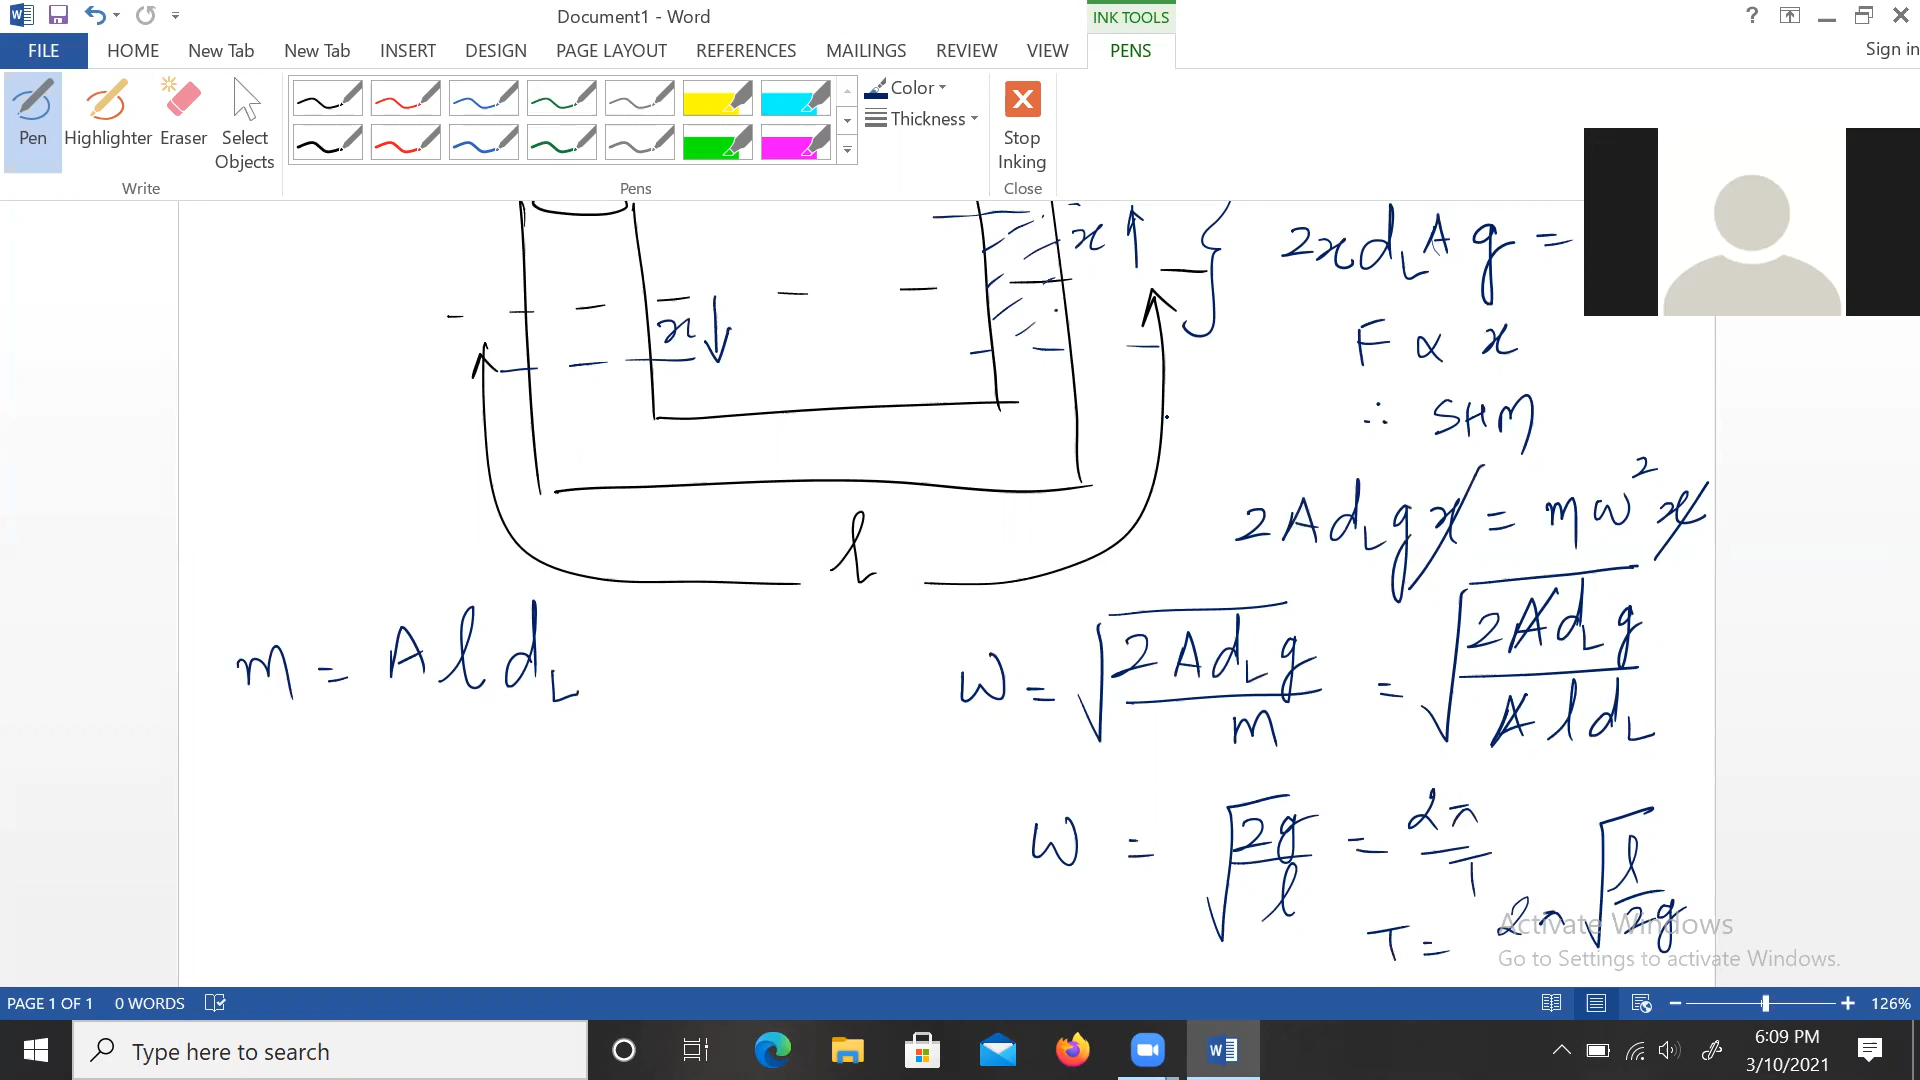 Document1 - Word
INK TOOLS
?
FILE HOME New Tab New Tab INSERT DESIGN PAGE LAYOUT REFERENCES MAILINGS REVIEW VIEW PENS Sign in
Pen Highlighter Eraser Select Objects
Color
Thickness
Stop Inking
Write Pens Close
x
2xd_L A g =
x
F ∝ x
∴ SHM
2Ad_L gx = mω²x
l
m = A l d_L
ω = √(2Ad_L g / m) = √(2Ad_L g / A l d_L)
ω = √(2g / l) = 2π / T
T = 2π √(l / 2g)
Activate Windows
Go to Settings to activate Windows.
PAGE 1 OF 1 0 WORDS 126%
Type here to search
6:09 PM
3/10/2021